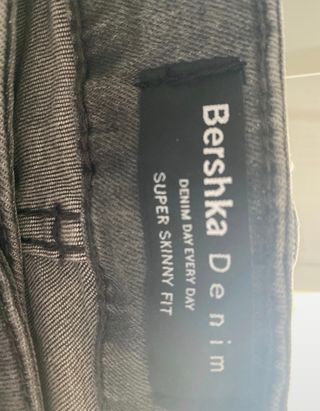 Bershka Denim
DENIM DAY EVERY DAY
SUPER SKINNY FIT